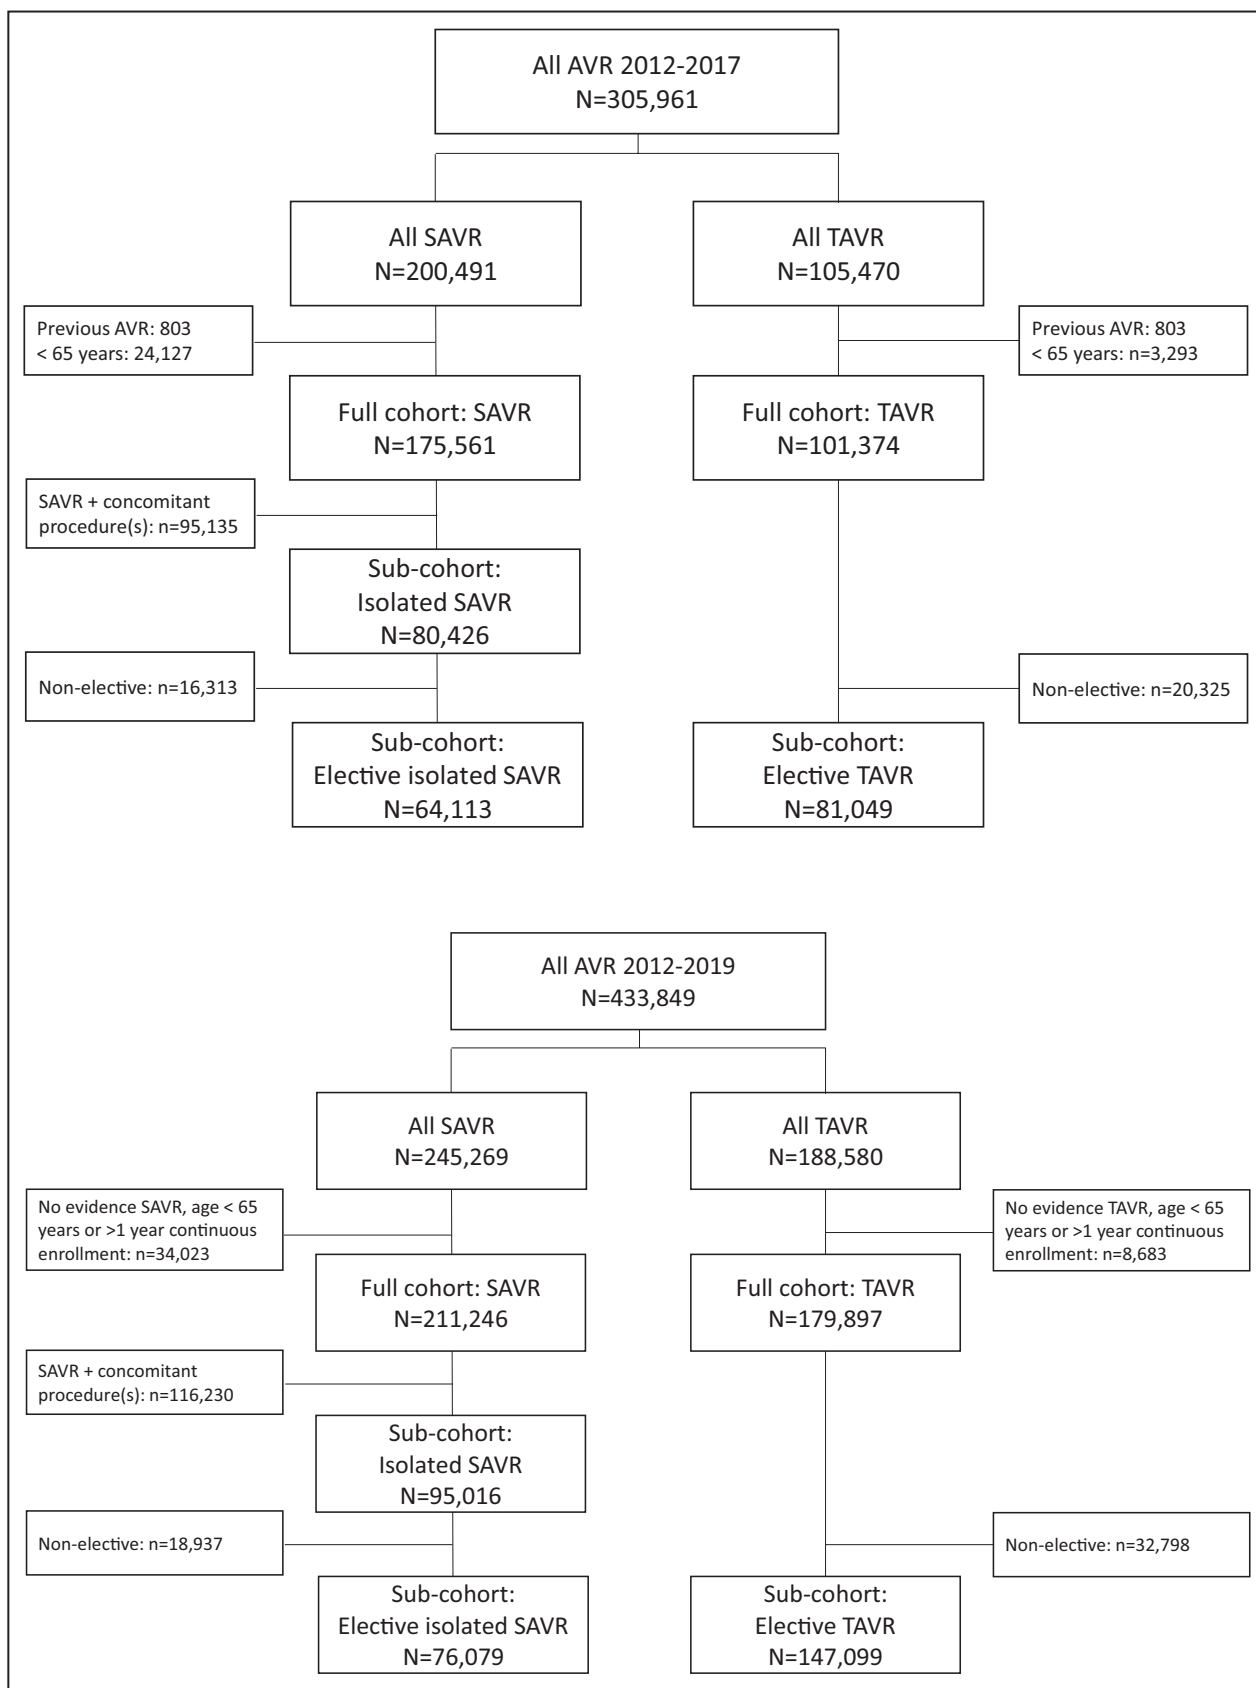 All AVR 2012-2017
N=305,961
All SAVR
N=200,491
All TAVR
N=105,470
Previous AVR: 803
< 65 years: 24,127
Previous AVR: 803
< 65 years: n=3,293
Full cohort: SAVR
N=175,561
Full cohort: TAVR
N=101,374
SAVR + concomitant
procedure(s): n=95,135
Sub-cohort:
Isolated SAVR
N=80,426
Non-elective: n=16,313
Non-elective: n=20,325
Sub-cohort:
Elective isolated SAVR
N=64,113
Sub-cohort:
Elective TAVR
N=81,049
All AVR 2012-2019
N=433,849
All SAVR
N=245,269
All TAVR
N=188,580
No evidence SAVR, age < 65
years or >1 year continuous
enrollment: n=34,023
No evidence TAVR, age < 65
years or >1 year continuous
enrollment: n=8,683
Full cohort: SAVR
N=211,246
Full cohort: TAVR
N=179,897
SAVR + concomitant
procedure(s): n=116,230
Sub-cohort:
Isolated SAVR
N=95,016
Non-elective: n=18,937
Non-elective: n=32,798
Sub-cohort:
Elective isolated SAVR
N=76,079
Sub-cohort:
Elective TAVR
N=147,099